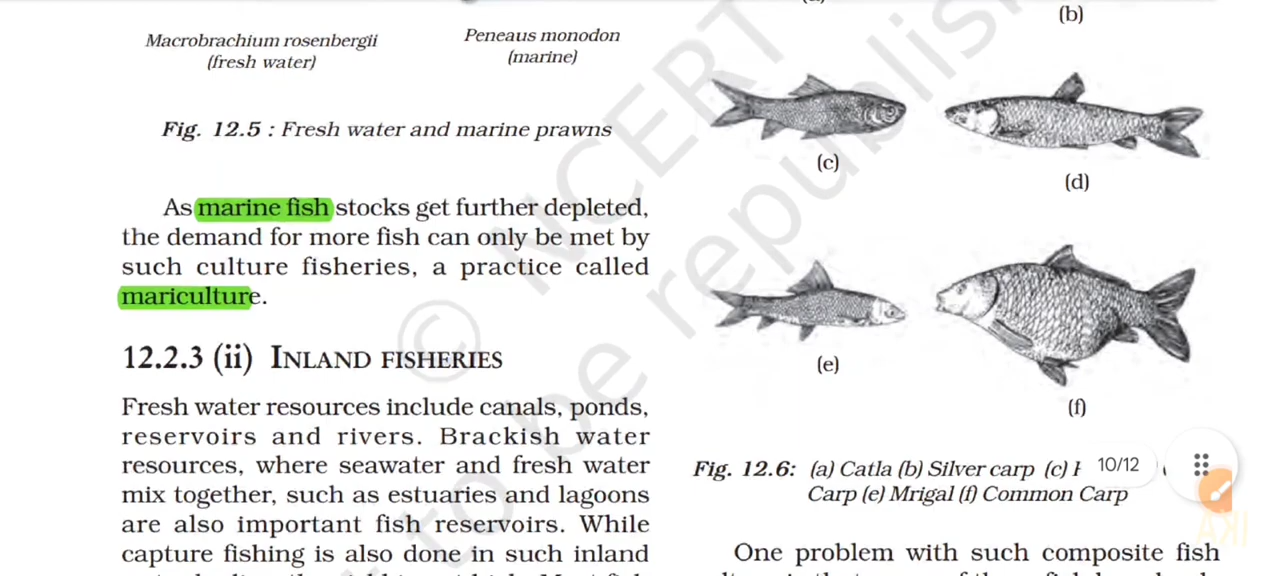 Macrobrachium rosenbergii
(fresh water)
Peneaus monodon
(marine)
Fig. 12.5 : Fresh water and marine prawns
As marine fish stocks get further depleted,
the demand for more fish can only be met by
such culture fisheries, a practice called
mariculture.
12.2.3 (ii) INLAND FISHERIES
Fresh water resources include canals, ponds,
reservoirs and rivers. Brackish water
resources, where seawater and fresh water
mix together, such as estuaries and lagoons
are also important fish reservoirs. While
capture fishing is also done in such inland
(b)
(c)
(d)
(e)
(f)
Fig. 12.6: (a) Catla (b) Silver carp (c)
10/12
Carp (e) Mrigal (f) Common Carp
One problem with such composite fish
© NCERT
to be republis